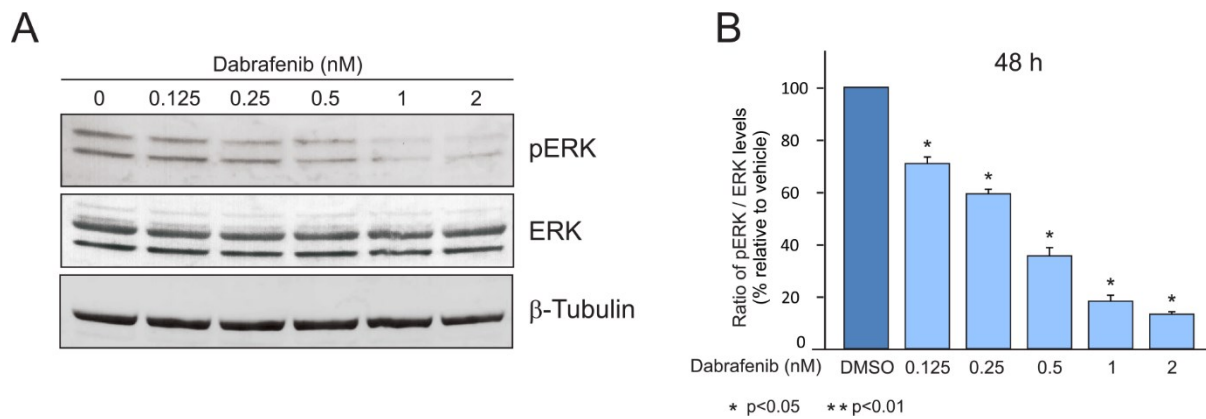 A
Dabrafenib (nM)
0 0.125 0.25 0.5 1 2
pERK
ERK
β-Tubulin
B
48 h
Ratio of pERK / ERK levels
(% relative to vehicle)
100
80
60
40
20
0
* * * * *
Dabrafenib (nM) DMSO 0.125 0.25 0.5 1 2
* p<0.05 ** p<0.01